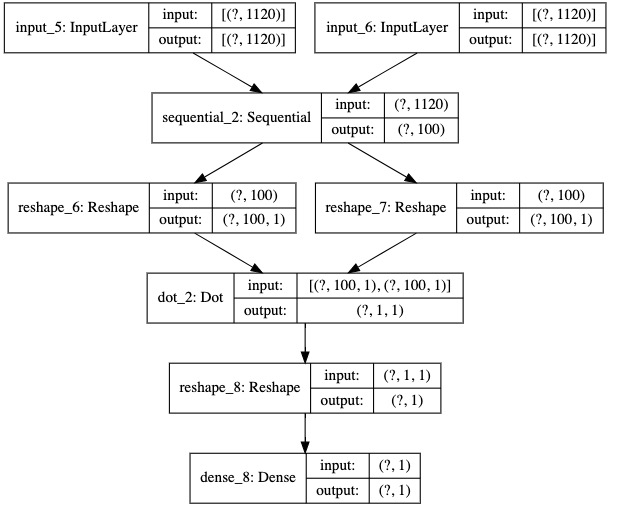 input_5: InputLayer input: [(?, 1120)] output: [(?, 1120)]
input_6: InputLayer input: [(?, 1120)] output: [(?, 1120)]
sequential_2: Sequential input: (?, 1120) output: (?, 100)
reshape_6: Reshape input: (?, 100) output: (?, 100, 1)
reshape_7: Reshape input: (?, 100) output: (?, 100, 1)
dot_2: Dot input: [(?, 100, 1), (?, 100, 1)] output: (?, 1, 1)
reshape_8: Reshape input: (?, 1, 1) output: (?, 1)
dense_8: Dense input: (?, 1) output: (?, 1)